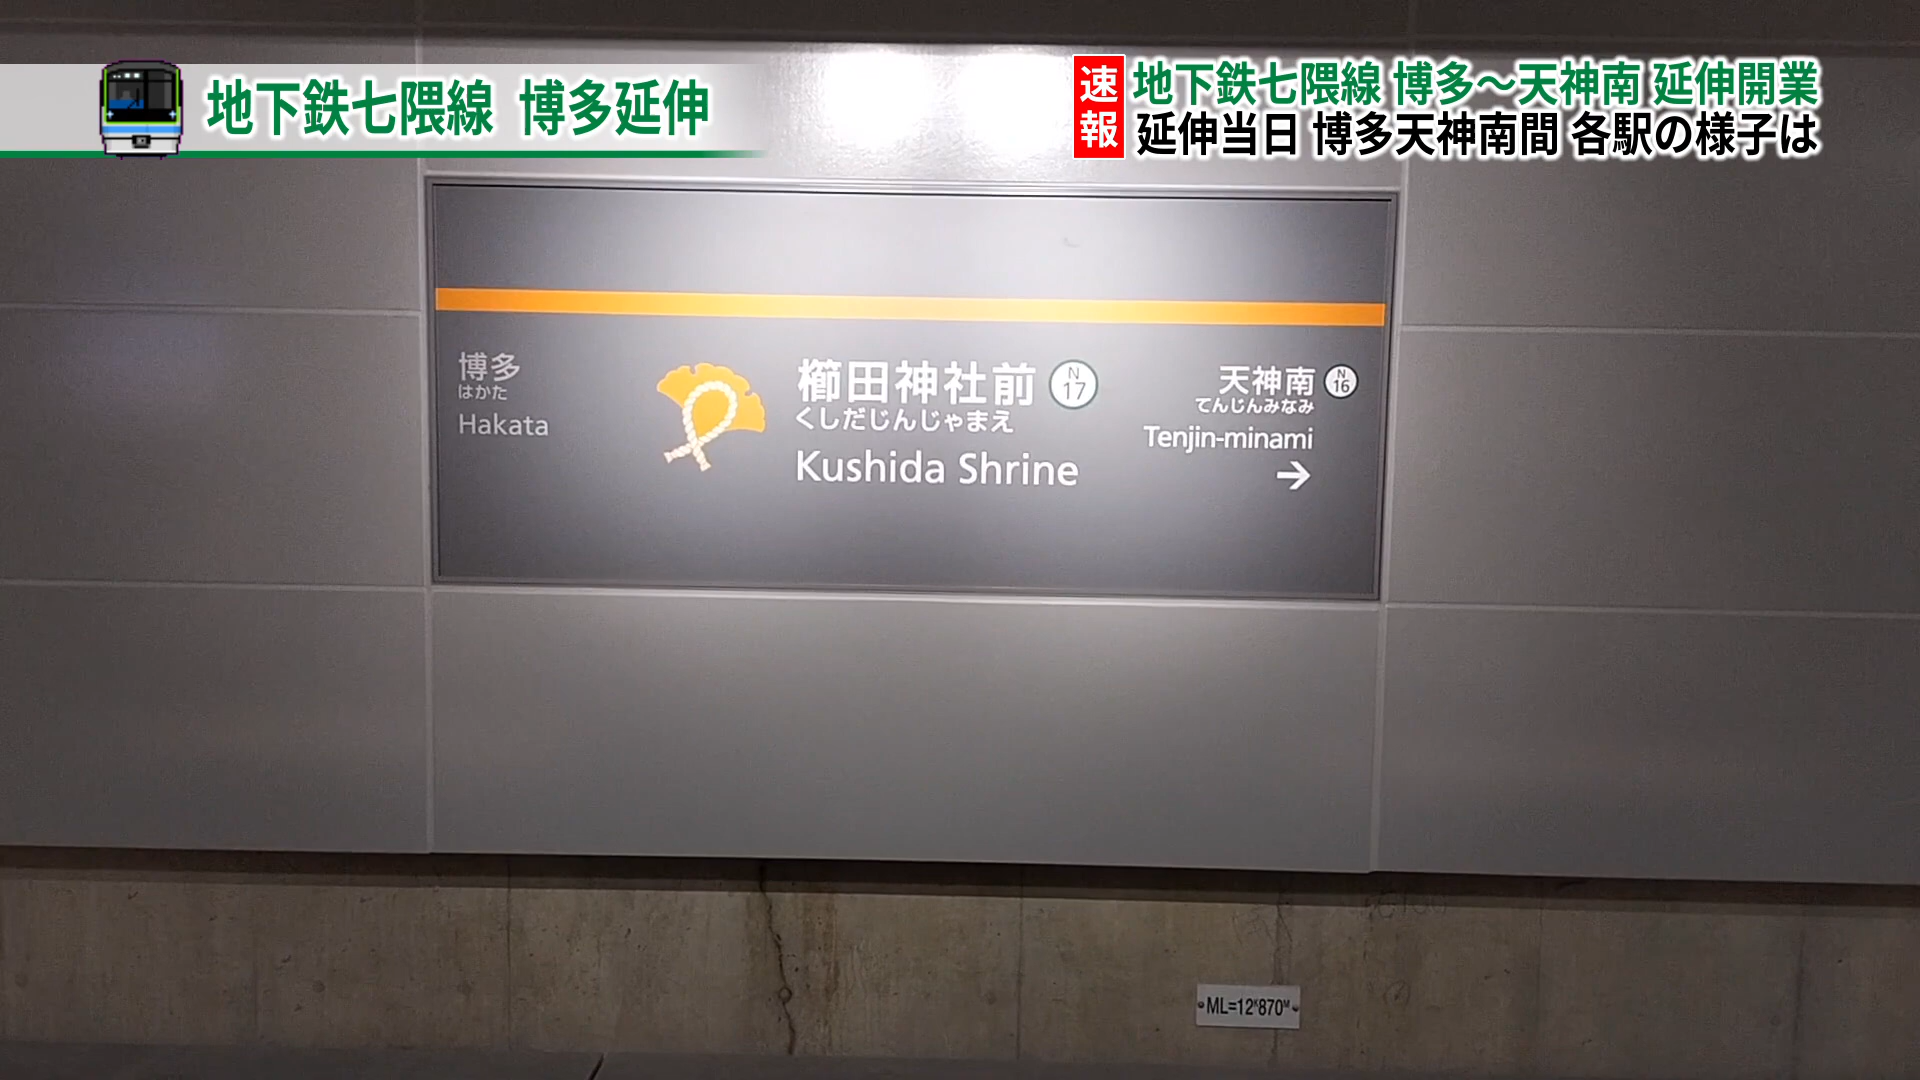 地下鉄七隈線 博多延伸
速報
地下鉄七隈線 博多～天神南 延伸開業
延伸当日 博多天神南間 各駅の様子は
博多
はかた
Hakata
櫛田神社前 N 17
くしだじんじゃまえ
Kushida Shrine
天神南 N 16
てんじんみなみ
Tenjin-minami
→
ML=12K870M